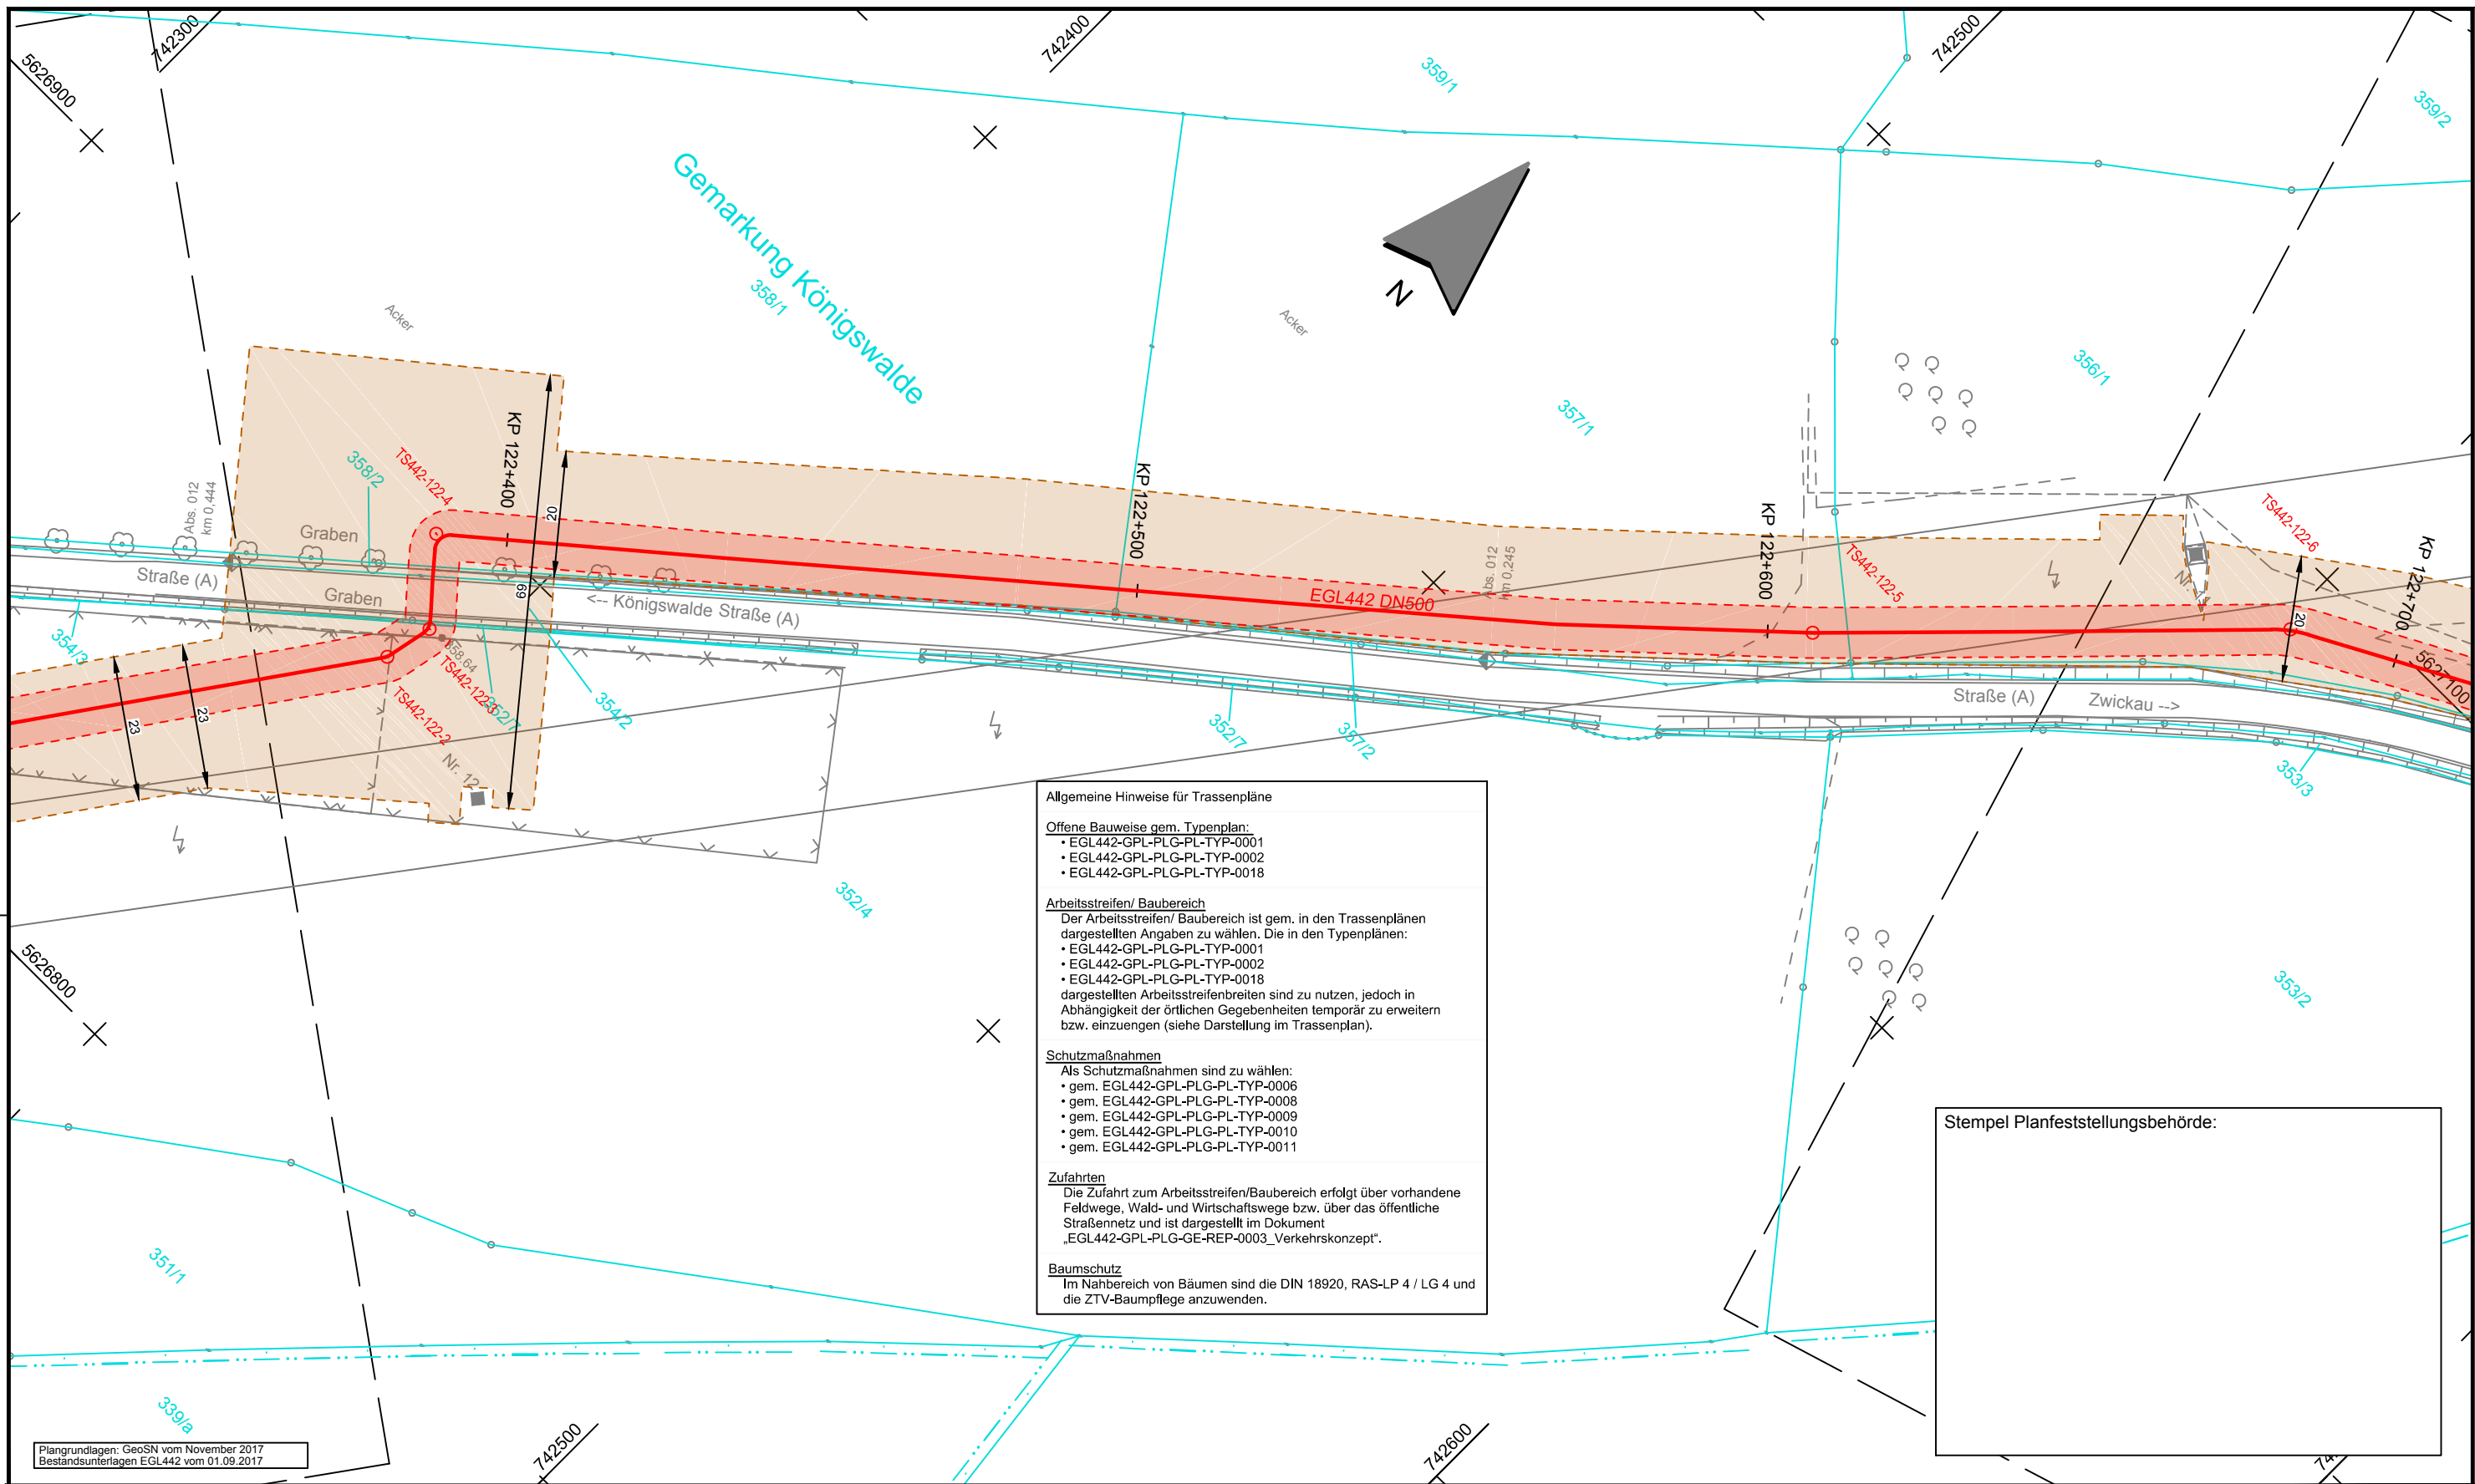 742300
742400
742500
5626900
359/1
359/2
Gemarkung Königswalde
358/1
N
Acker
Acker
356/1
357/1
KP 122+400
KP 122+500
KP 122+600
KP 122+700
TS442-122-4
TS442-122-5
TS442-122-6
358/2
Abs. 012
km 0,444
Abs. 012
km 0,245
20
69
Graben
Straße (A)
Graben
<-- Königswalde Straße (A)
EGL442 DN500
20
5627100
354/3
358.64
TS442-122-3
TS442-122-2
352/7
354/2
352/7
357/2
Straße (A)
Zwickau -->
353/3
23
23
Nr. 12
352/4
353/2
5626800
Allgemeine Hinweise für Trassenpläne
Offene Bauweise gem. Typenplan:
• EGL442-GPL-PLG-PL-TYP-0001
• EGL442-GPL-PLG-PL-TYP-0002
• EGL442-GPL-PLG-PL-TYP-0018
Arbeitsstreifen/ Baubereich
Der Arbeitsstreifen/ Baubereich ist gem. in den Trassenplänen
dargestellten Angaben zu wählen. Die in den Typenplänen:
• EGL442-GPL-PLG-PL-TYP-0001
• EGL442-GPL-PLG-PL-TYP-0002
• EGL442-GPL-PLG-PL-TYP-0018
dargestellten Arbeitsstreifenbreiten sind zu nutzen, jedoch in
Abhängigkeit der örtlichen Gegebenheiten temporär zu erweitern
bzw. einzuengen (siehe Darstellung im Trassenplan).
Schutzmaßnahmen
Als Schutzmaßnahmen sind zu wählen:
• gem. EGL442-GPL-PLG-PL-TYP-0006
• gem. EGL442-GPL-PLG-PL-TYP-0008
• gem. EGL442-GPL-PLG-PL-TYP-0009
• gem. EGL442-GPL-PLG-PL-TYP-0010
• gem. EGL442-GPL-PLG-PL-TYP-0011
Zufahrten
Die Zufahrt zum Arbeitsstreifen/Baubereich erfolgt über vorhandene
Feldwege, Wald- und Wirtschaftswege bzw. über das öffentliche
Straßennetz und ist dargestellt im Dokument
„EGL442-GPL-PLG-GE-REP-0003_Verkehrskonzept“.
Baumschutz
Im Nahbereich von Bäumen sind die DIN 18920, RAS-LP 4 / LG 4 und
die ZTV-Baumpflege anzuwenden.
Stempel Planfeststellungsbehörde:
351/1
339/a
742500
742600
Plangrundlagen: GeoSN vom November 2017
Bestandsunterlagen EGL442 vom 01.09.2017